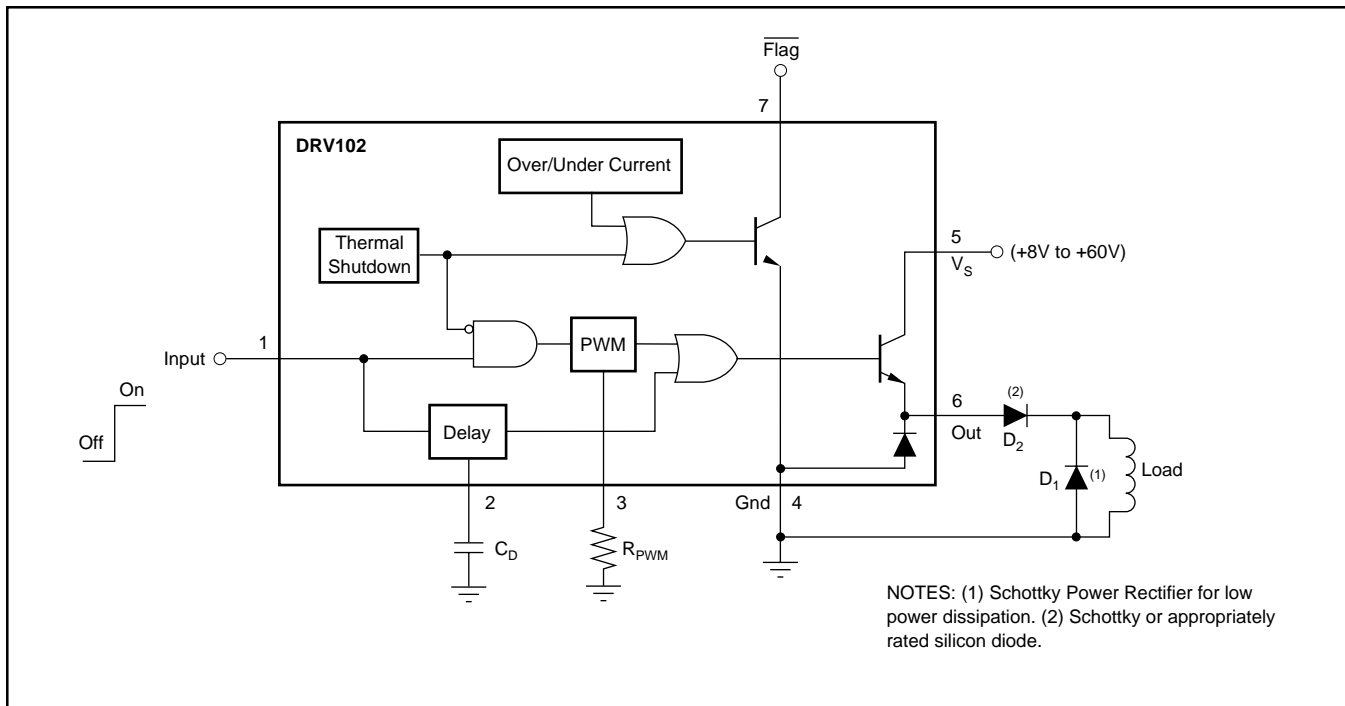 Flag
7
DRV102
Over/Under Current
Thermal
Shutdown
5
(+8V to +60V)
VS
1
Input
PWM
On
Off
Delay
6
Out
(2)
D2
D1
(1)
Load
2
3
Gnd
4
CD
RPWM
NOTES: (1) Schottky Power Rectifier for low
power dissipation. (2) Schottky or appropriately
rated silicon diode.